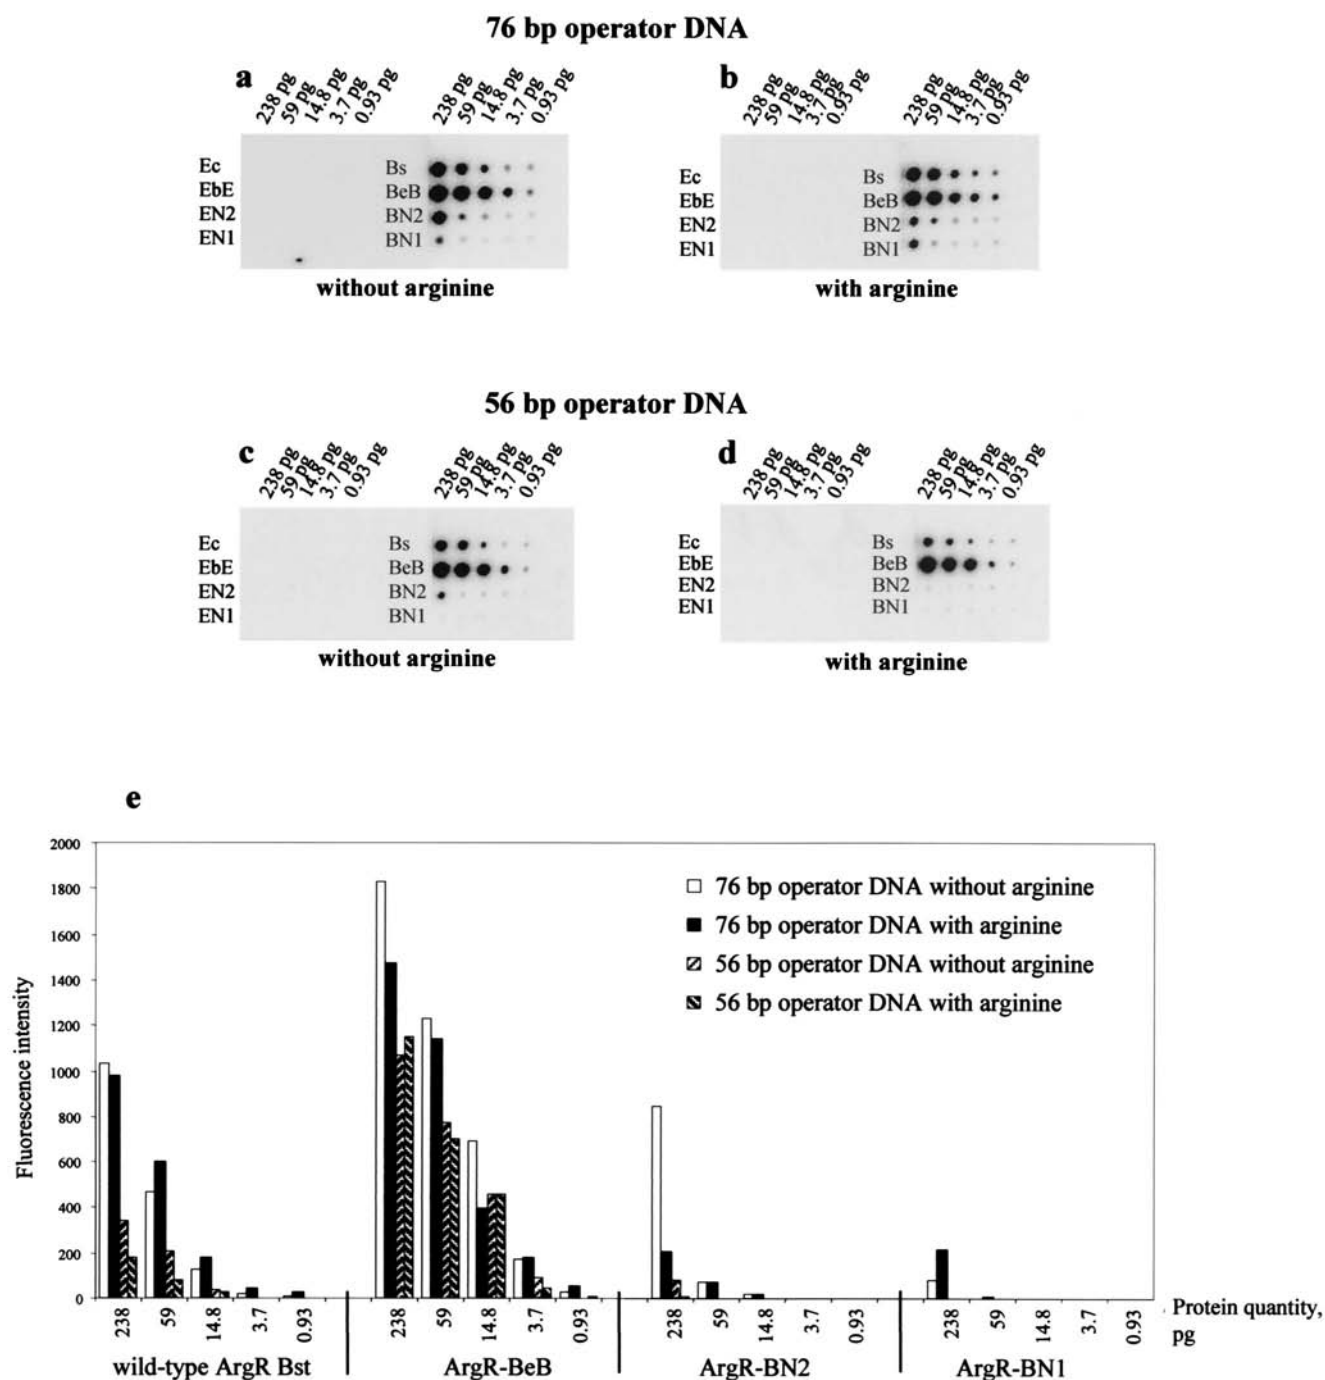 76 bp operator DNA
a
238 pg
59 pg
14.8 pg
3.7 pg
0.93 pg
238 pg
59 pg
14.8 pg
3.7 pg
0.93 pg
Ec
EbE
EN2
EN1
Bs
BeB
BN2
BN1
without arginine
b
238 pg
59 pg
14.8 pg
3.7 pg
0.93 pg
238 pg
59 pg
14.8 pg
3.7 pg
0.93 pg
Ec
EbE
EN2
EN1
Bs
BeB
BN2
BN1
with arginine
56 bp operator DNA
c
238 pg
59 pg
14.8 pg
3.7 pg
0.93 pg
238 pg
59 pg
14.8 pg
3.7 pg
0.93 pg
Ec
EbE
EN2
EN1
Bs
BeB
BN2
BN1
without arginine
d
238 pg
59 pg
14.8 pg
3.7 pg
0.93 pg
238 pg
59 pg
14.8 pg
3.7 pg
0.93 pg
Ec
EbE
EN2
EN1
Bs
BeB
BN2
BN1
with arginine
e
Fluorescence intensity
2000
1800
1600
1400
1200
1000
800
600
400
200
0
76 bp operator DNA without arginine
76 bp operator DNA with arginine
56 bp operator DNA without arginine
56 bp operator DNA with arginine
238
59
14.8
3.7
0.93
238
59
14.8
3.7
0.93
238
59
14.8
3.7
0.93
238
59
14.8
3.7
0.93
Protein quantity,
pg
wild-type ArgR Bst
ArgR-BeB
ArgR-BN2
ArgR-BN1